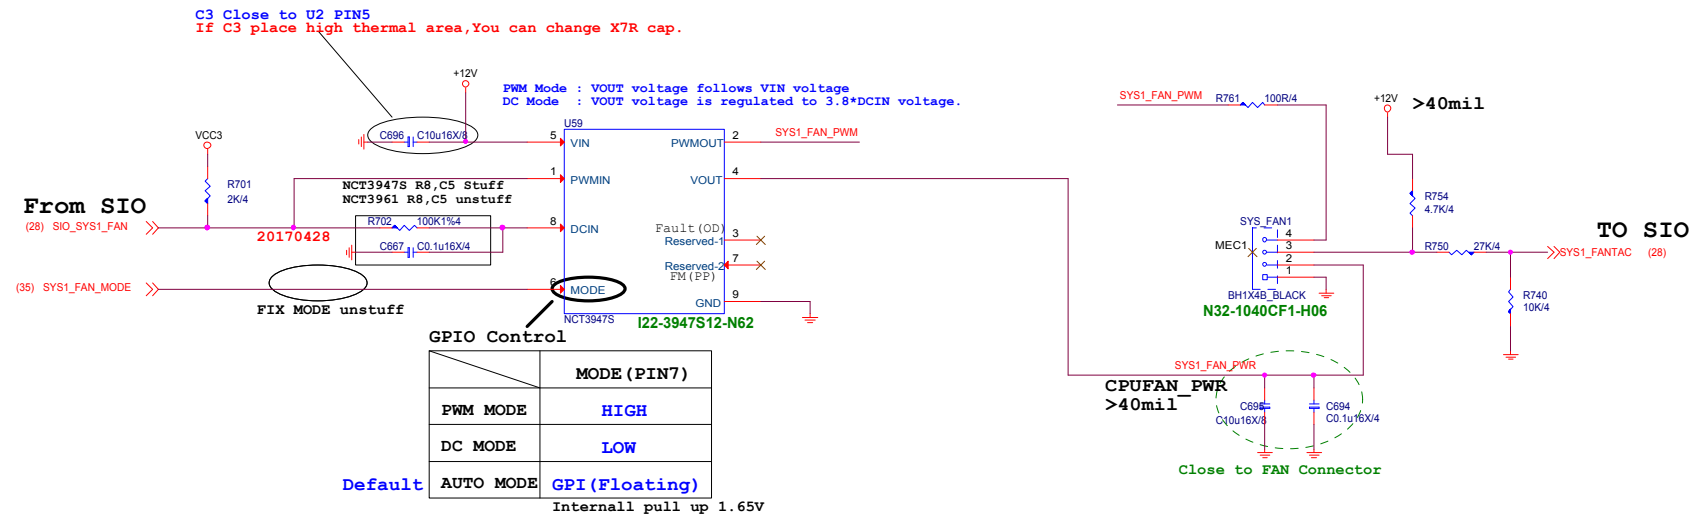 C3 Close to U2 PIN5
If C3 place high thermal area,You can change X7R cap.
+12V
PWM Mode : VOUT voltage follows VIN voltage
DC Mode : VOUT voltage is regulated to 3.8*DCIN voltage.
VCC3
R701
2K/4
C696
C10u16X/8
U59
5
VIN
PWMOUT
2
SYS1_FAN_PWM
1
PWMIN
VOUT
4
NCT3947S R8,C5 Stuff
NCT3961 R8,C5 unstuff
From SIO
(28)
SIO_SYS1_FAN
20170428
R702
100K1%4
C667
C0.1u16X/4
8
DCIN
Fault(OD)
Reserved-1
3
Reserved-2
7
FM(PP)
(35)
SYS1_FAN_MODE
FIX MODE unstuff
6
MODE
GND
9
NCT3947S
I22-3947S12-N62
GPIO Control
MODE(PIN7)
PWM MODE
HIGH
DC MODE
LOW
Default
AUTO MODE
GPI(Floating)
Internall pull up 1.65V
SYS1_FAN_PWM
R761
100R/4
+12V
>40mil
R754
4.7K/4
SYS_FAN1
MEC1
4
3
2
1
BH1X4B_BLACK
N32-1040CF1-H06
R750
27K/4
TO SIO
SYS1_FANTAC
(28)
R740
10K/4
SYS1_FAN_PWR
CPUFAN_PWR
>40mil
C695
C10u16X/8
C694
C0.1u16X/4
Close to FAN Connector